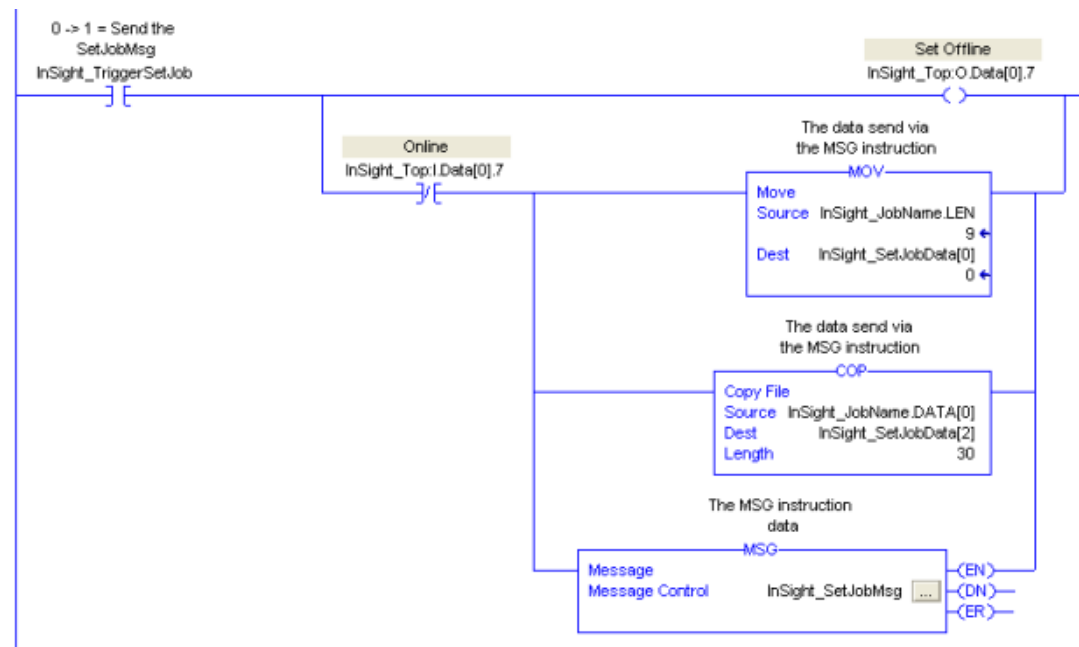 0 -> 1 = Send the
SetJobMsg
InSight_TriggerSetJob
Set Offline
InSight_Top:O.Data[0].7
Online
InSight_Top:I.Data[0].7
The data send via
the MSG instruction
MOV
Move
Source InSight_JobName.LEN
9
Dest InSight_SetJobData[0]
0
The data send via
the MSG instruction
COP
Copy File
Source InSight_JobName.DATA[0]
Dest InSight_SetJobData[2]
Length 30
The MSG instruction
data
MSG
Message
Message Control InSight_SetJobMsg ...
EN
DN
ER